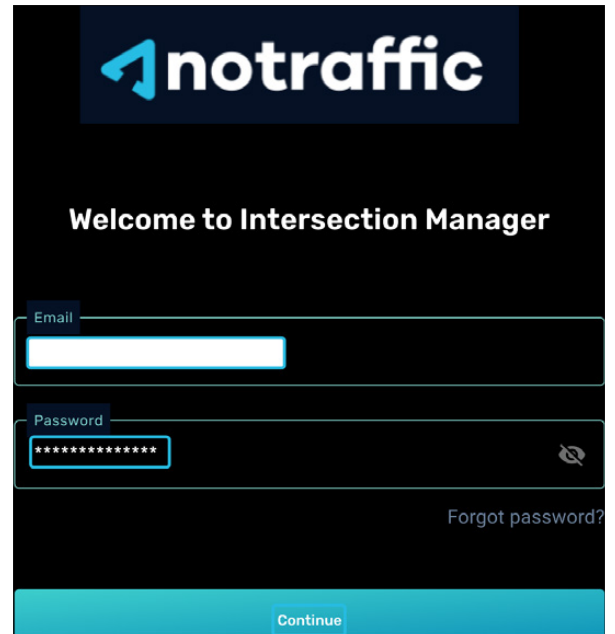 notraffic
Welcome to Intersection Manager
Email
Password
**************
Forgot password?
Continue